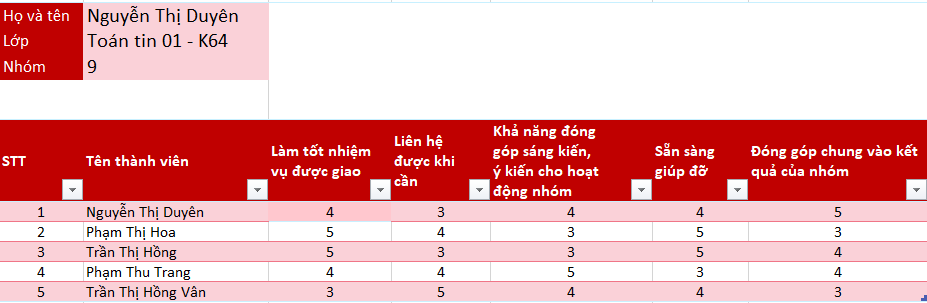 Họ và tên Nguyễn Thị Duyên
Lớp Toán tin 01 - K64
Nhóm 9
STT Tên thành viên Làm tốt nhiệm vụ được giao Liên hệ được khi cần Khả năng đóng góp sáng kiến, ý kiến cho hoạt động nhóm Sẵn sàng giúp đỡ Đóng góp chung vào kết quả của nhóm
1 Nguyễn Thị Duyên 4 3 4 4 5
2 Phạm Thị Hoa 5 4 3 5 3
3 Trần Thị Hồng 5 3 3 5 4
4 Phạm Thu Trang 4 4 5 3 4
5 Trần Thị Hồng Vân 3 5 4 4 3